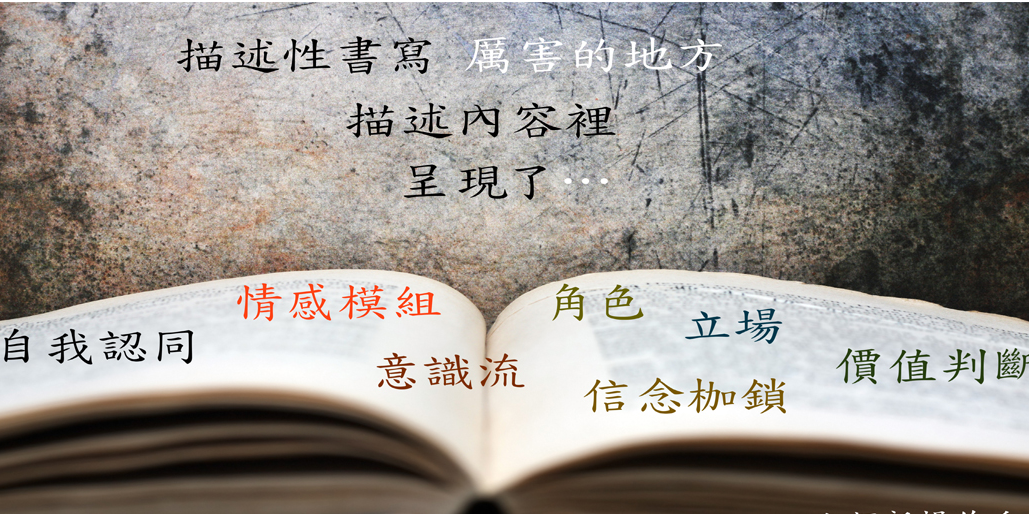 描述性書寫 厲害的地方
描述內容裡
呈現了…
情感模組
角色
立場
自我認同
價值判斷
意識流
信念枷鎖